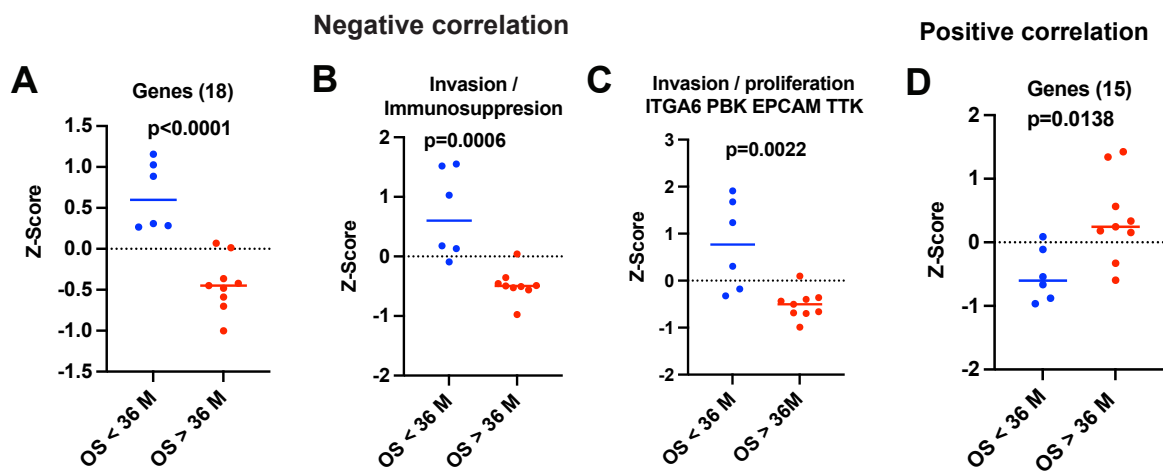 Negative correlation
Positive correlation
A
Genes (18)
p<0.0001
Z-Score
1.5
1.0
0.5
0.0
-0.5
-1.0
-1.5
OS < 36 M
OS > 36 M
B
Invasion /
Immunosuppresion
p=0.0006
Z-Score
2
1
0
-1
-2
OS < 36 M
OS > 36 M
C
Invasion / proliferation
ITGA6 PBK EPCAM TTK
p=0.0022
Z-Score
3
2
1
0
-1
-2
OS < 36 M
OS > 36M
D
Genes (15)
p=0.0138
Z-Score
2
1
0
-1
-2
OS < 36 M
OS > 36 M